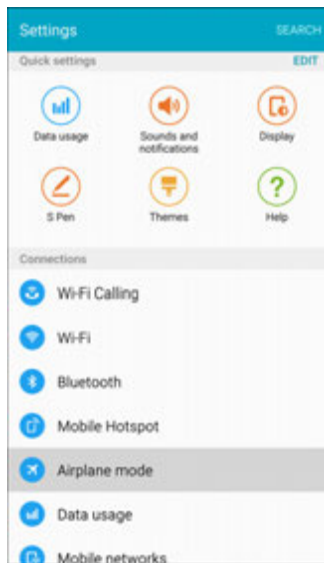 Settings SEARCH
Quick settings EDIT
Data usage
Sounds and
notifications
Display
S Pen
Themes
Help
Connections
Wi-Fi Calling
Wi-Fi
Bluetooth
Mobile Hotspot
Airplane mode
Data usage
Mobile networks